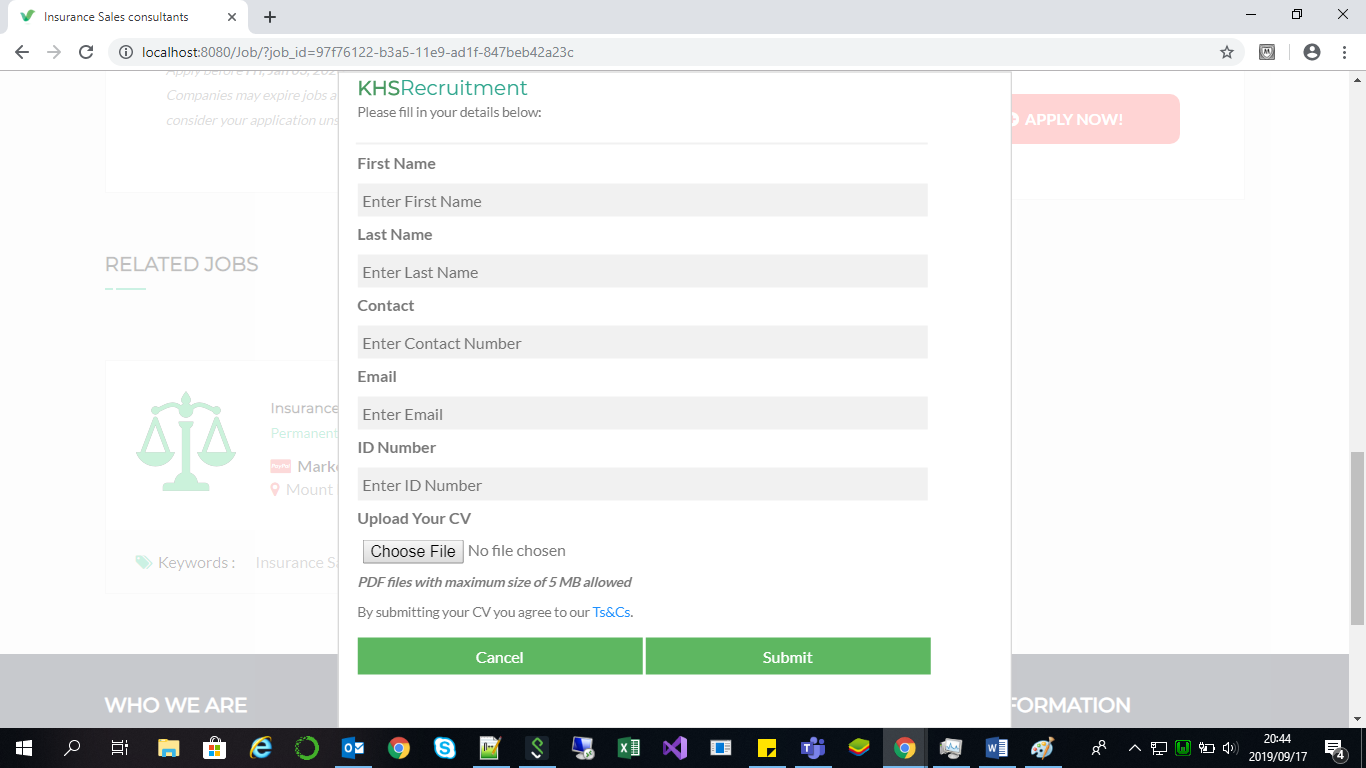 Insurance Sales consultants
localhost:8080/Job/?job_id=97f76122-b3a5-11e9-ad1f-847beb42a23c
Apply before Fri, Jan 03, 202
Companies may expire jobs a
consider your application uns
APPLY NOW!
KHSRecruitment
Please fill in your details below:
First Name
Enter First Name
Last Name
Enter Last Name
Contact
Enter Contact Number
Email
Enter Email
ID Number
Enter ID Number
Upload Your CV
Choose File No file chosen
PDF files with maximum size of 5 MB allowed
By submitting your CV you agree to our Ts&Cs.
Cancel
Submit
RELATED JOBS
Insurance
Permanent
Marke
Mount
Keywords : Insurance Sa
WHO WE ARE
FORMATION
20:44
2019/09/17
4